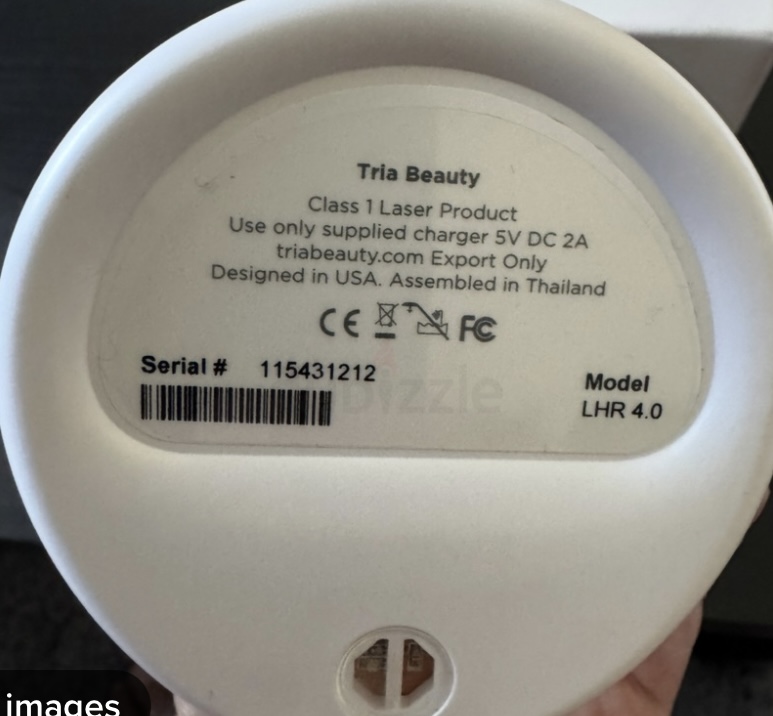 Tria Beauty
Class 1 Laser Product
Use only supplied charger 5V DC 2A
triabeauty.com Export Only
Designed in USA. Assembled in Thailand
CE FC
Serial # 115431212
Model
LHR 4.0
bizzle
images